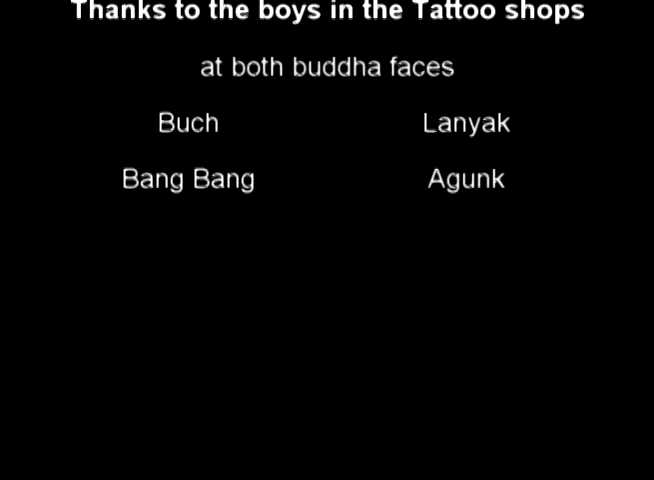 Thanks to the boys in the Tattoo shops
at both buddha faces
Buch Lanyak
Bang Bang Agunk